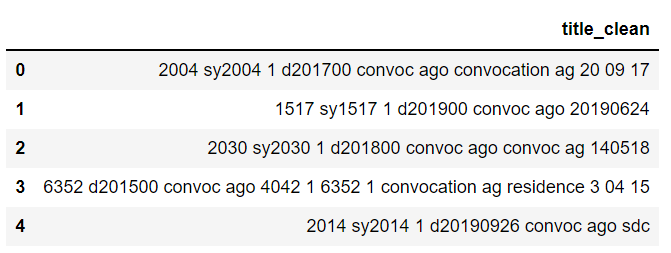 title_clean
0 2004 sy2004 1 d201700 convoc ago convocation ag 20 09 17
1 1517 sy1517 1 d201900 convoc ago 20190624
2 2030 sy2030 1 d201800 convoc ago convoc ag 140518
3 6352 d201500 convoc ago 4042 1 6352 1 convocation ag residence 3 04 15
4 2014 sy2014 1 d20190926 convoc ago sdc